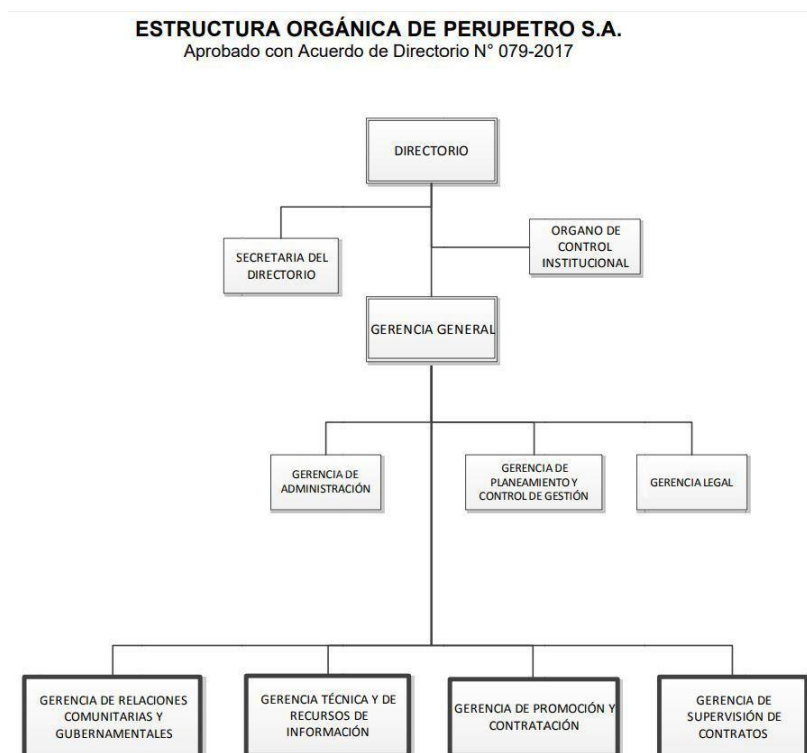 ESTRUCTURA ORGÁNICA DE PERUPETRO S.A.
Aprobado con Acuerdo de Directorio N° 079-2017
DIRECTORIO
SECRETARIA DEL
DIRECTORIO
ORGANO DE
CONTROL
INSTITUCIONAL
GERENCIA GENERAL
GERENCIA DE
ADMINISTRACIÓN
GERENCIA DE
PLANEAMIENTO Y
CONTROL DE GESTIÓN
GERENCIA LEGAL
GERENCIA DE RELACIONES
COMUNITARIAS Y
GUBERNAMENTALES
GERENCIA TÉCNICA Y DE
RECURSOS DE
INFORMACIÓN
GERENCIA DE PROMOCIÓN Y
CONTRATACIÓN
GERENCIA DE
SUPERVISIÓN DE
CONTRATOS